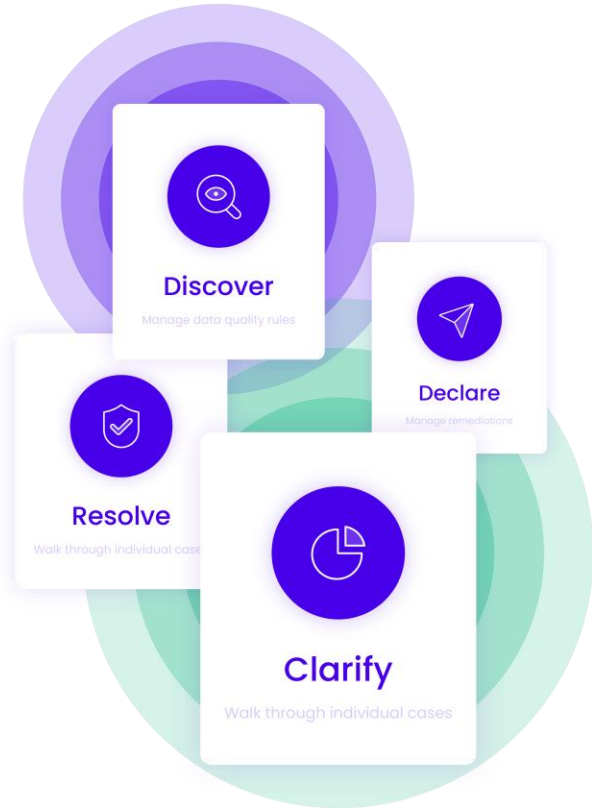 Discover
Manage data quality rules
Declare
Manage remediations
Resolve
Walk through individual case
Clarify
Walk through individual cases